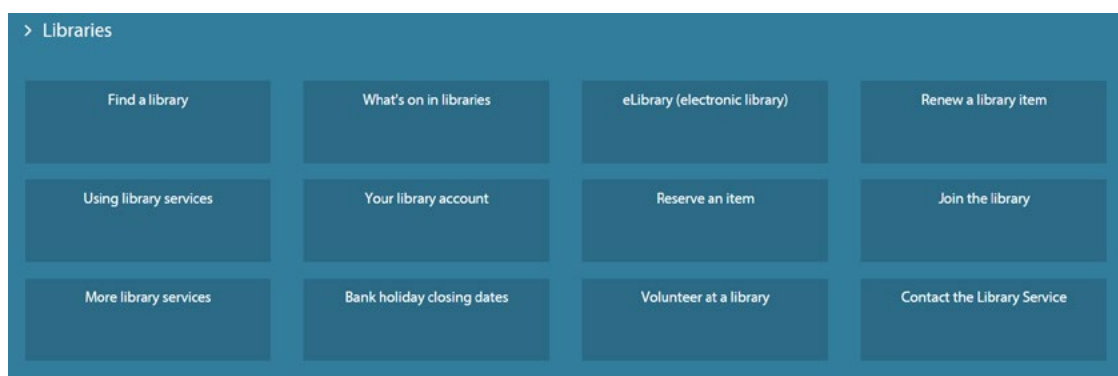 > Libraries
Find a library
What's on in libraries
eLibrary (electronic library)
Renew a library item
Using library services
Your library account
Reserve an item
Join the library
More library services
Bank holiday closing dates
Volunteer at a library
Contact the Library Service